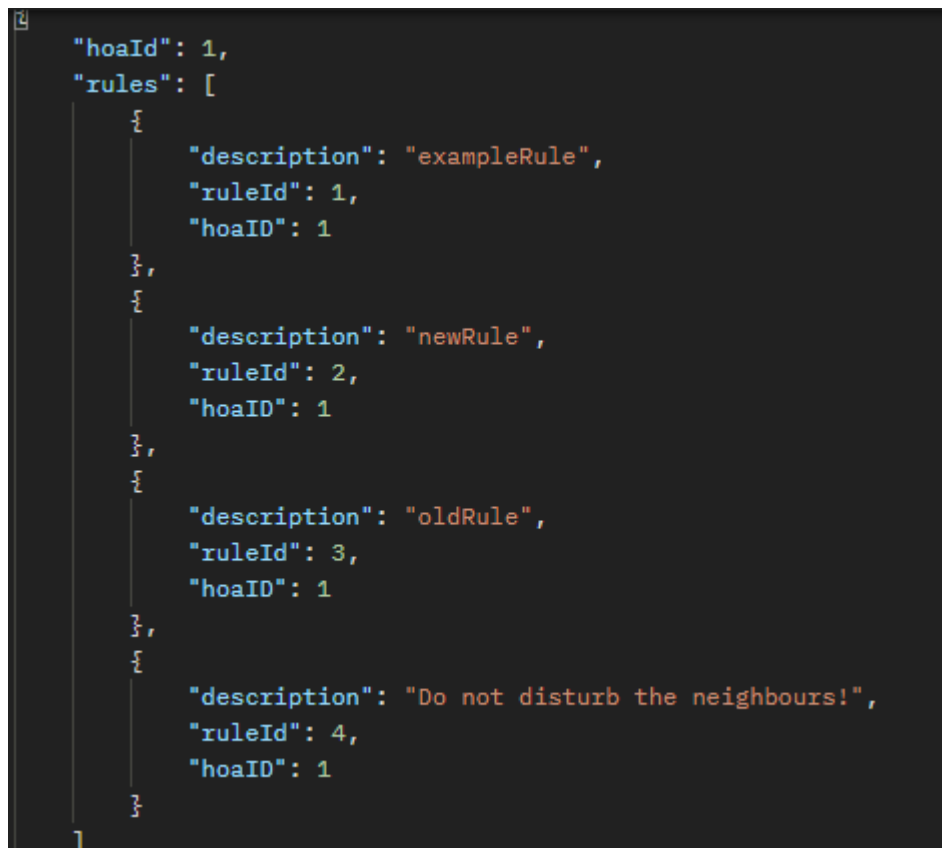 {
    "hoaId": 1,
    "rules": [
        {
            "description": "exampleRule",
            "ruleId": 1,
            "hoaID": 1
        },
        {
            "description": "newRule",
            "ruleId": 2,
            "hoaID": 1
        },
        {
            "description": "oldRule",
            "ruleId": 3,
            "hoaID": 1
        },
        {
            "description": "Do not disturb the neighbours!",
            "ruleId": 4,
            "hoaID": 1
        }
    ]